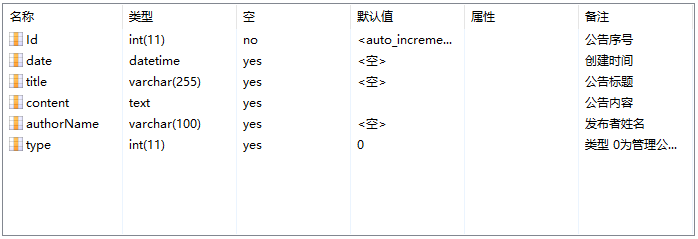 名称 类型 空 默认值 属性 备注
Id int(11) no <auto_increme... 公告序号
date datetime yes <空> 创建时间
title varchar(255) yes <空> 公告标题
content text yes 公告内容
authorName varchar(100) yes <空> 发布者姓名
type int(11) yes 0 类型 0为管理公...